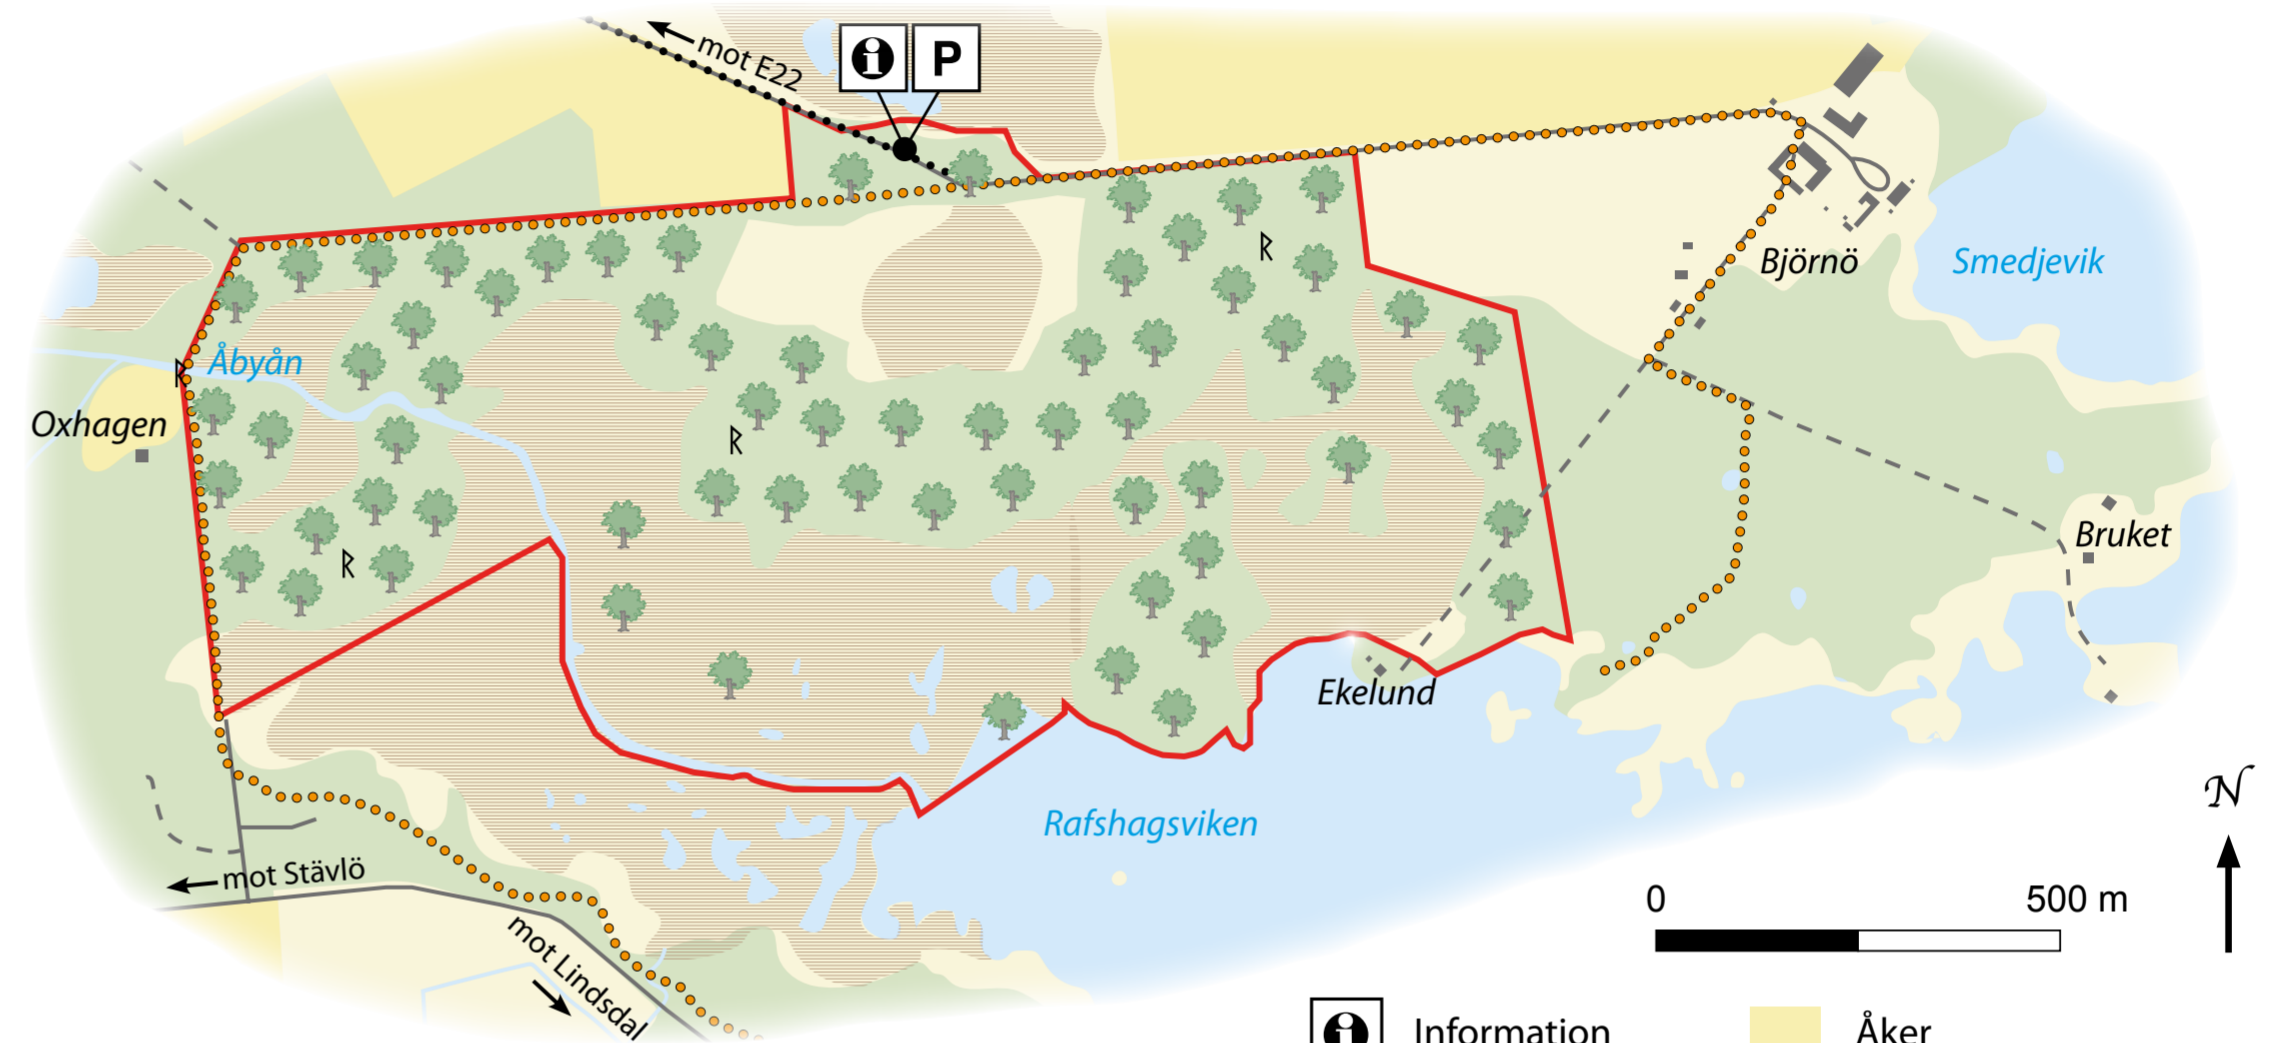 mot E22
i P
Björnö
Smedjevik
Åbyån
ᚱ
ᚱ
Oxhagen
ᚱ
ᚱ
Bruket
Ekelund
Rafshagsviken
N
mot Stävlö
0 500 m
mot Lindsdal
i Information
Åker